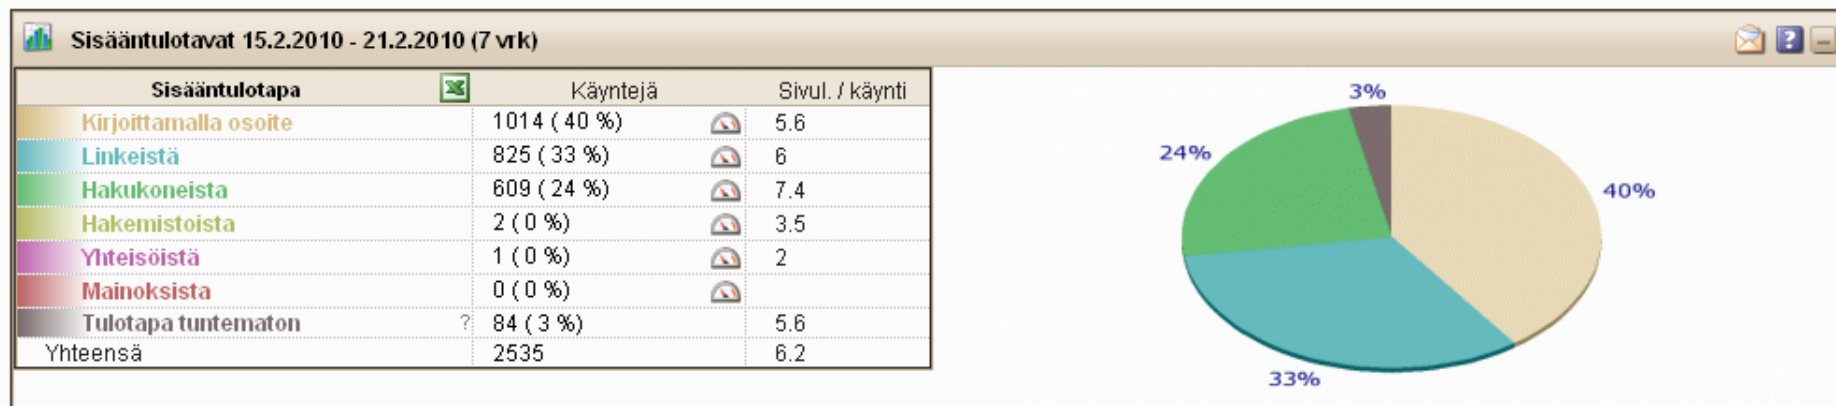 Sisääntulotavat 15.2.2010 - 21.2.2010 (7 vrk)
Sisääntulotapa Käyntejä Sivul. / käynti
Kirjoittamalla osoite 1014 ( 40 %) 5.6
Linkeistä 825 ( 33 %) 6
Hakukoneista 609 ( 24 %) 7.4
Hakemistoista 2 ( 0 %) 3.5
Yhteisöistä 1 ( 0 %) 2
Mainoksista 0 ( 0 %)
Tulotapa tuntematon ? 84 ( 3 %) 5.6
Yhteensä 2535 6.2
3%
24%
40%
33%